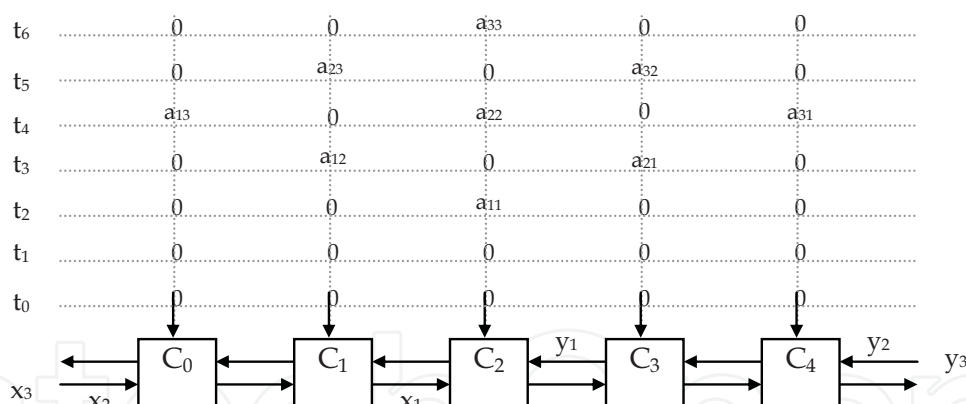 t₆ 0 0 a₃₃ 0 0
t₅ 0 a₂₃ 0 a₃₂ 0
t₄ a₁₃ 0 a₂₂ 0 a₃₁
t₃ 0 a₁₂ 0 a₂₁ 0
t₂ 0 0 a₁₁ 0 0
t₁ 0 0 0 0 0
t₀ 0 0 0 0 0
C₀ C₁ C₂ y₁ C₃ C₄ y₂ y₃
x₃ x₂ x₁